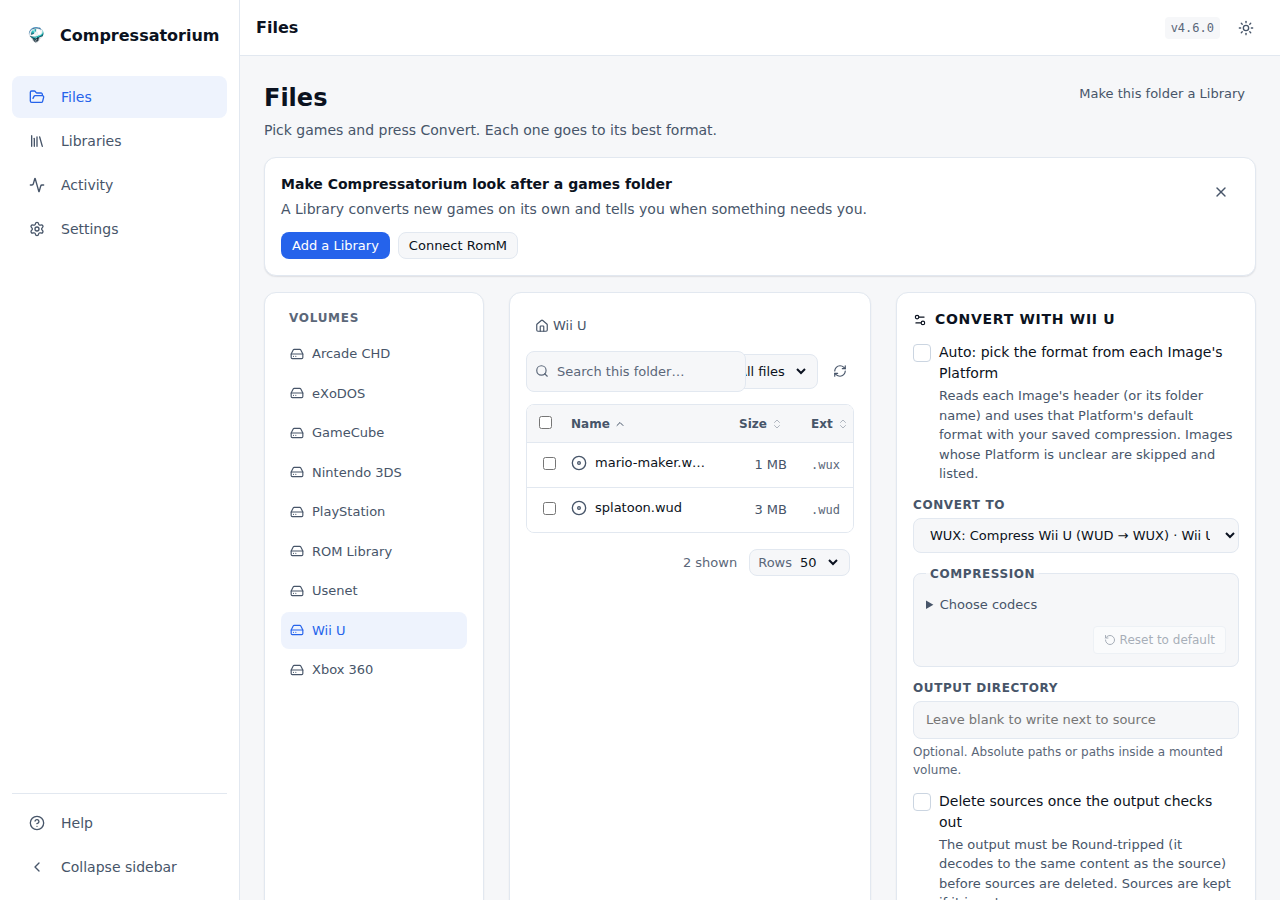 Compressatorium
Files
v4.6.0
Files
Libraries
Activity
Settings
Help
Collapse sidebar
Files
Make this folder a Library
Pick games and press Convert. Each one goes to its best format.
Make Compressatorium look after a games folder
A Library converts new games on its own and tells you when something needs you.
Add a Library
Connect RomM
VOLUMES
Arcade CHD
eXoDOS
GameCube
Nintendo 3DS
PlayStation
ROM Library
Usenet
Wii U
Xbox 360
Wii U
Search this folder…
ll files
Name
Size
Ext
mario-maker.w…
1 MB
.wux
splatoon.wud
3 MB
.wud
2 shown
Rows 50
CONVERT WITH WII U
Auto: pick the format from each Image's
Platform
Reads each Image's header (or its folder
name) and uses that Platform's default
format with your saved compression. Images
whose Platform is unclear are skipped and
listed.
CONVERT TO
WUX: Compress Wii U (WUD → WUX) · Wii U
COMPRESSION
Choose codecs
Reset to default
OUTPUT DIRECTORY
Leave blank to write next to source
Optional. Absolute paths or paths inside a mounted
volume.
Delete sources once the output checks
out
The output must be Round-tripped (it
decodes to the same content as the source)
before sources are deleted. Sources are kept